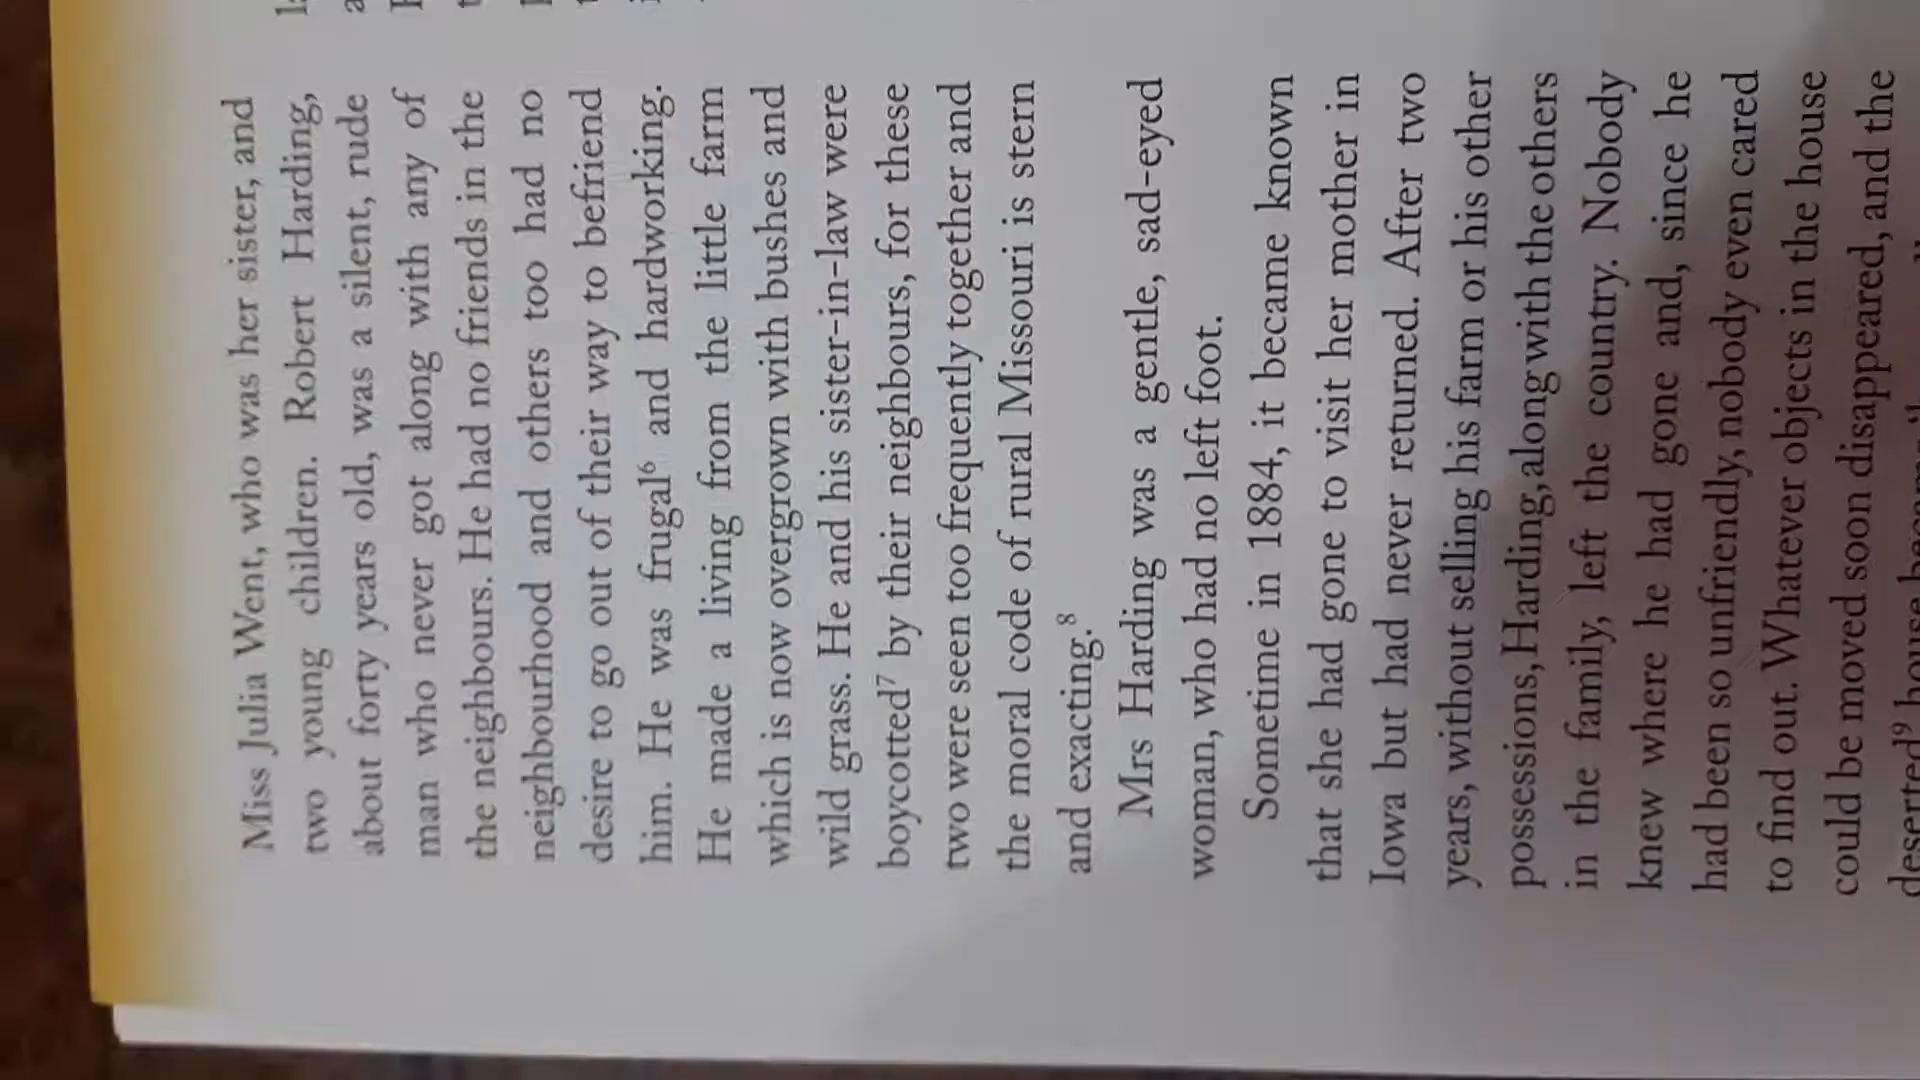 Miss Julia Went, who was her sister, and
two young children. Robert Harding,
about forty years old, was a silent, rude
man who never got along with any of
the neighbours. He had no friends in the
neighbourhood and others too had no
desire to go out of their way to befriend
him. He was frugal⁶ and hardworking.
He made a living from the little farm
which is now overgrown with bushes and
wild grass. He and his sister-in-law were
boycotted⁷ by their neighbours, for these
two were seen too frequently together and
the moral code of rural Missouri is stern
and exacting.⁸
Mrs Harding was a gentle, sad-eyed
woman, who had no left foot.
Sometime in 1884, it became known
that she had gone to visit her mother in
Iowa but had never returned. After two
years, without selling his farm or his other
possessions, Harding, along with the others
in the family, left the country. Nobody
knew where he had gone and, since he
had been so unfriendly, nobody even cared
to find out. Whatever objects in the house
could be moved soon disappeared, and the
deserted⁹ house